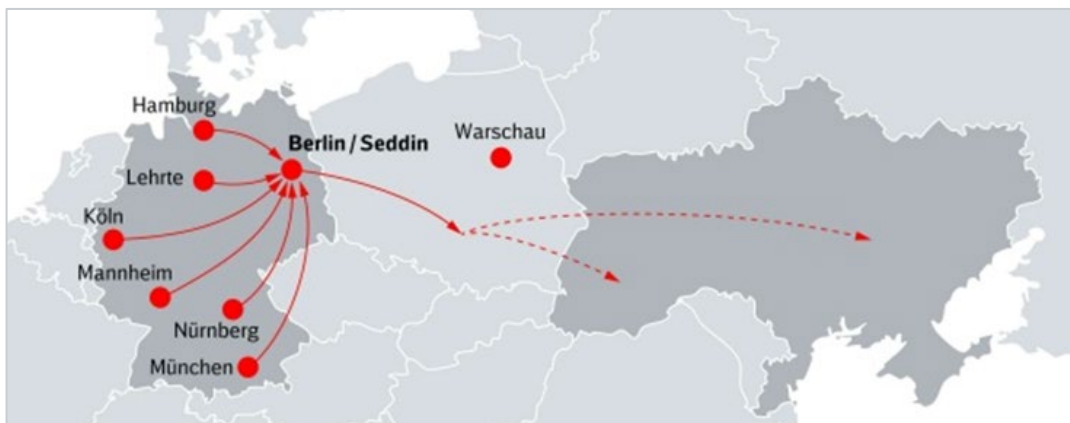 Hamburg
Berlin / Seddin
Warschau
Lehrte
Köln
Mannheim
Nürnberg
München